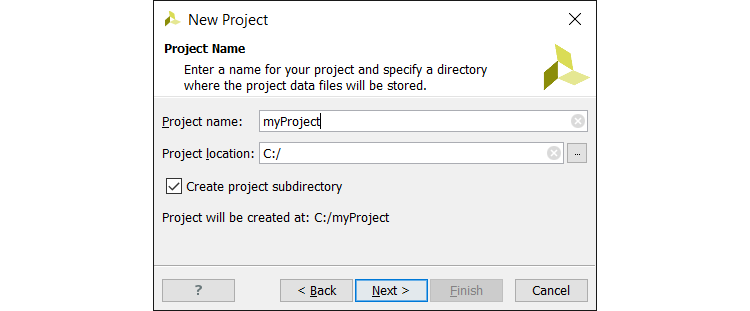 New Project
Project Name
Enter a name for your project and specify a directory
where the project data files will be stored.
Project name: myProject
Project location: C:/ ...
Create project subdirectory
Project will be created at: C:/myProject
? < Back Next > Finish Cancel